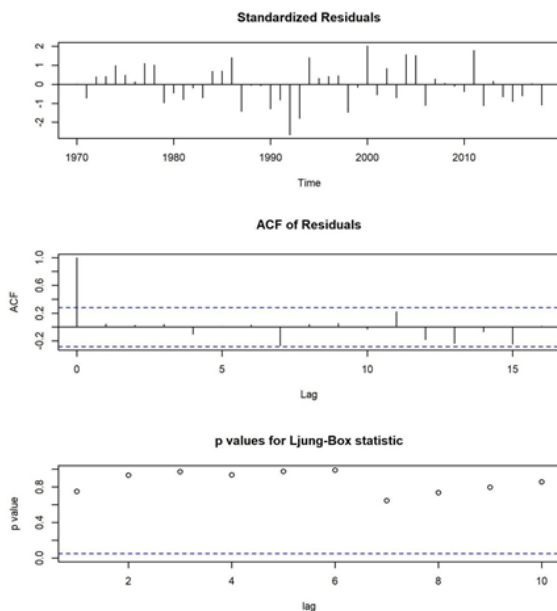 Standardized Residuals
2
1
0
-1
-2
1970 1980 1990 2000 2010
Time
ACF of Residuals
ACF
1.0
0.6
0.2
-0.2
0 5 10 15
Lag
p values for Ljung-Box statistic
p value
0.8
0.4
0.0
2 4 6 8 10
lag